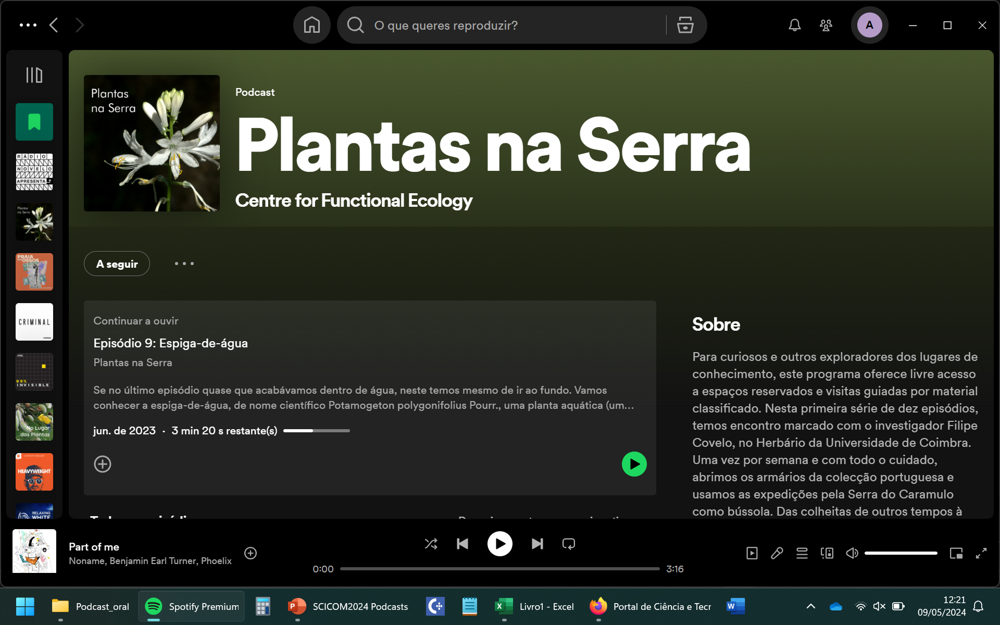 O que queres reproduzir?
A
Plantas
na Serra
Podcast
Plantas na Serra
Centre for Functional Ecology
RÁDIO
NOVELO
APRESENTA
Plantas
na Serra
PRAIA
OSSOS
CRIMINAL
99%
INVISIBLE
No Lugar
das Plantas
HEAVYWEIGHT
RELAXING
WHITE
A seguir
Continuar a ouvir
Episódio 9: Espiga-de-água
Plantas na Serra
Se no último episódio quase que acabávamos dentro de água, neste temos mesmo de ir ao fundo. Vamos
conhecer a espiga-de-água, de nome científico Potamogeton polygonifolius Pourr., uma planta aquática (um...
jun. de 2023 · 3 min 20 s restante(s)
Sobre
Para curiosos e outros exploradores dos lugares de
conhecimento, este programa oferece livre acesso
a espaços reservados e visitas guiadas por material
classificado. Nesta primeira série de dez episódios,
temos encontro marcado com o investigador Filipe
Covelo, no Herbário da Universidade de Coimbra.
Uma vez por semana e com todo o cuidado,
abrimos os armários da colecção portuguesa e
usamos as expedições pela Serra do Caramulo
como bússola. Das colheitas de outros tempos à
Part of me
Noname, Benjamin Earl Turner, Phoelix
0:00
3:16
Podcast_oral
Spotify Premium
SCICOM2024 Podcasts
Livro1 - Excel
Portal de Ciência e Tecr
12:21
09/05/2024